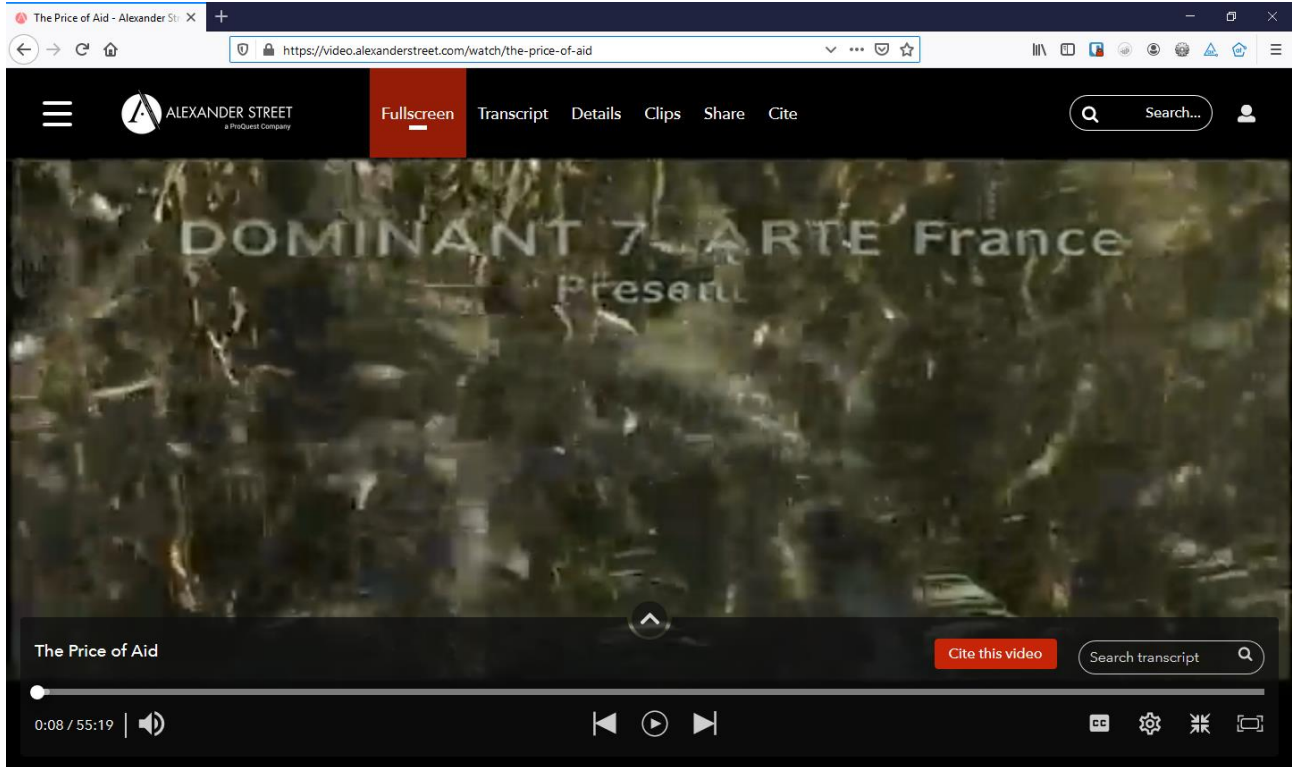 The Price of Aid - Alexander Str
https://video.alexanderstreet.com/watch/the-price-of-aid
ALEXANDER STREET
a ProQuest Company
Fullscreen Transcript Details Clips Share Cite
Search...
DOMINANT 7 ARTE France
Present
The Price of Aid
Cite this video
Search transcript
0:08 / 55:19
CC